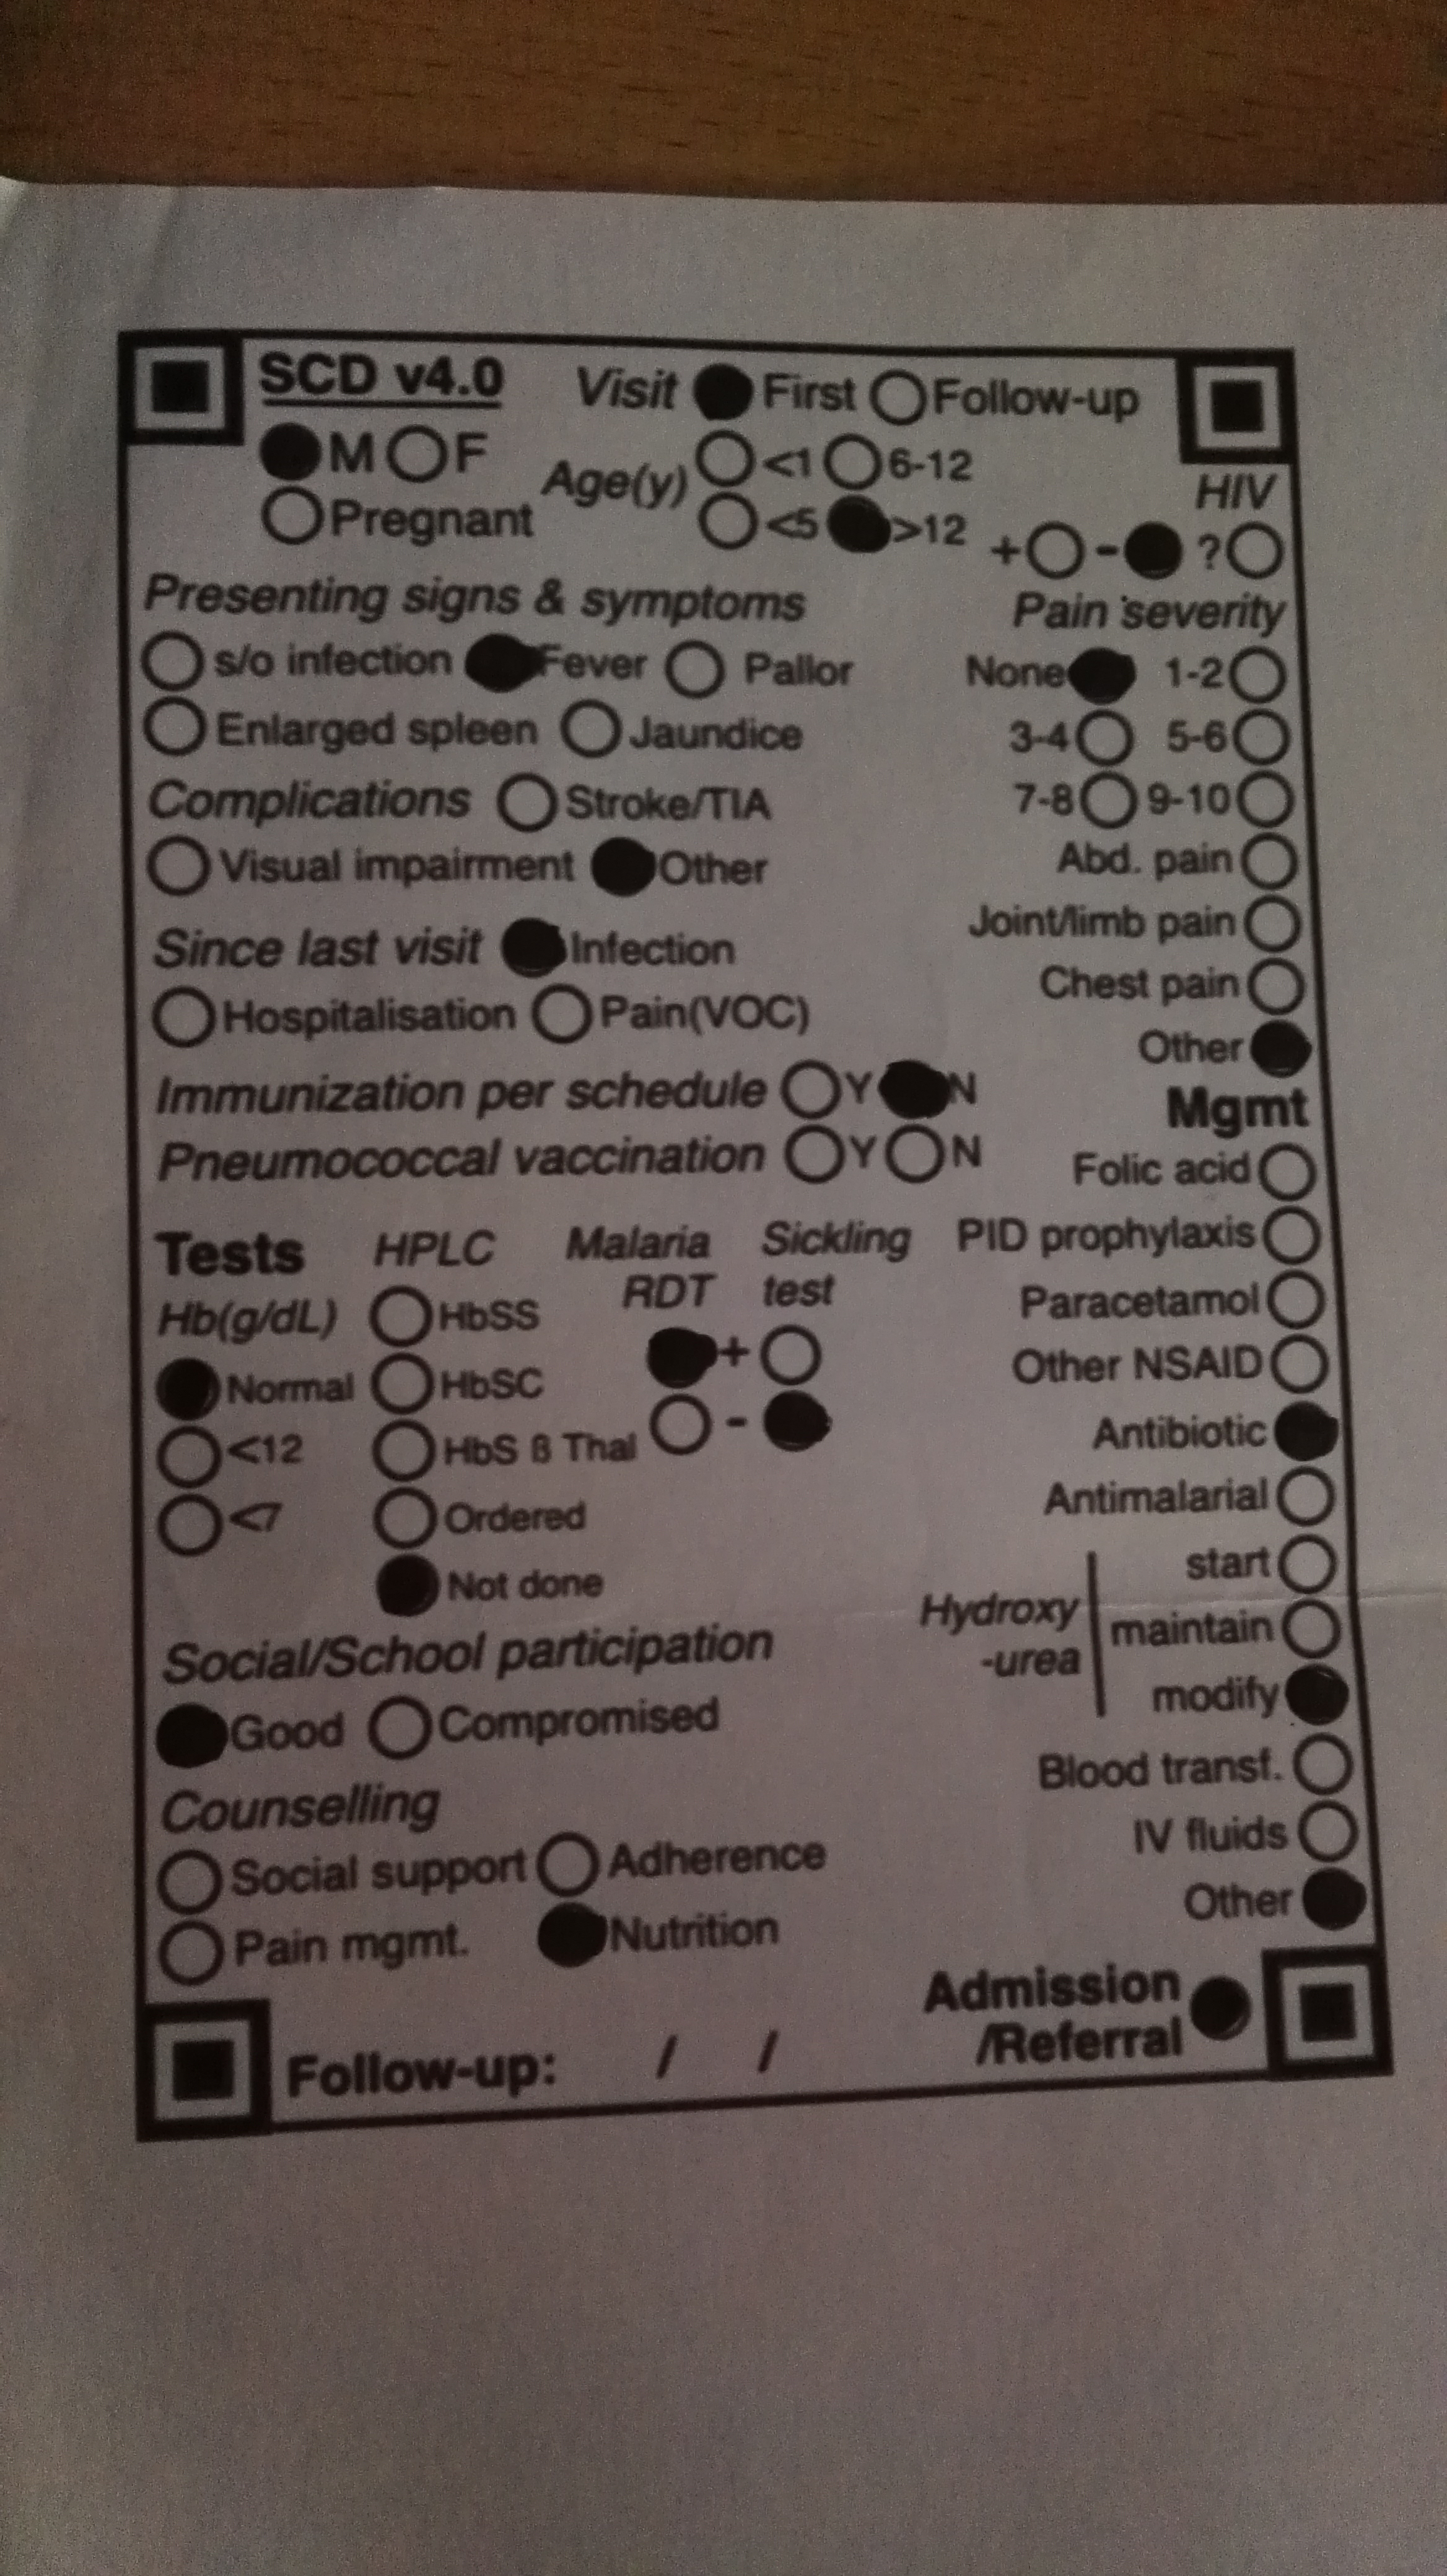 SCD v4.0 Visit First Follow-up
M F Age(y) <1 6-12
Pregnant <5 >12
HIV
+ - ?
Presenting signs & symptoms
s/o infection Fever Pallor
Enlarged spleen Jaundice
Complications Stroke/TIA
Visual impairment Other
Since last visit Infection
Hospitalisation Pain(VOC)
Immunization per schedule Y N
Pneumococcal vaccination Y N
Pain severity
None 1-2
3-4 5-6
7-8 9-10
Abd. pain
Joint/limb pain
Chest pain
Other
Mgmt
Folic acid
PID prophylaxis
Paracetamol
Other NSAID
Antibiotic
Antimalarial
Hydroxy
-urea
start
maintain
modify
Blood transf.
IV fluids
Other
Tests HPLC Malaria Sickling
RDT test
Hb(g/dL) HbSS
+
Normal HbSC
-
<12 HbS ß Thal
<7 Ordered
Not done
Social/School participation
Good Compromised
Counselling
Social support Adherence
Pain mgmt. Nutrition
Admission
/Referral
Follow-up: / /